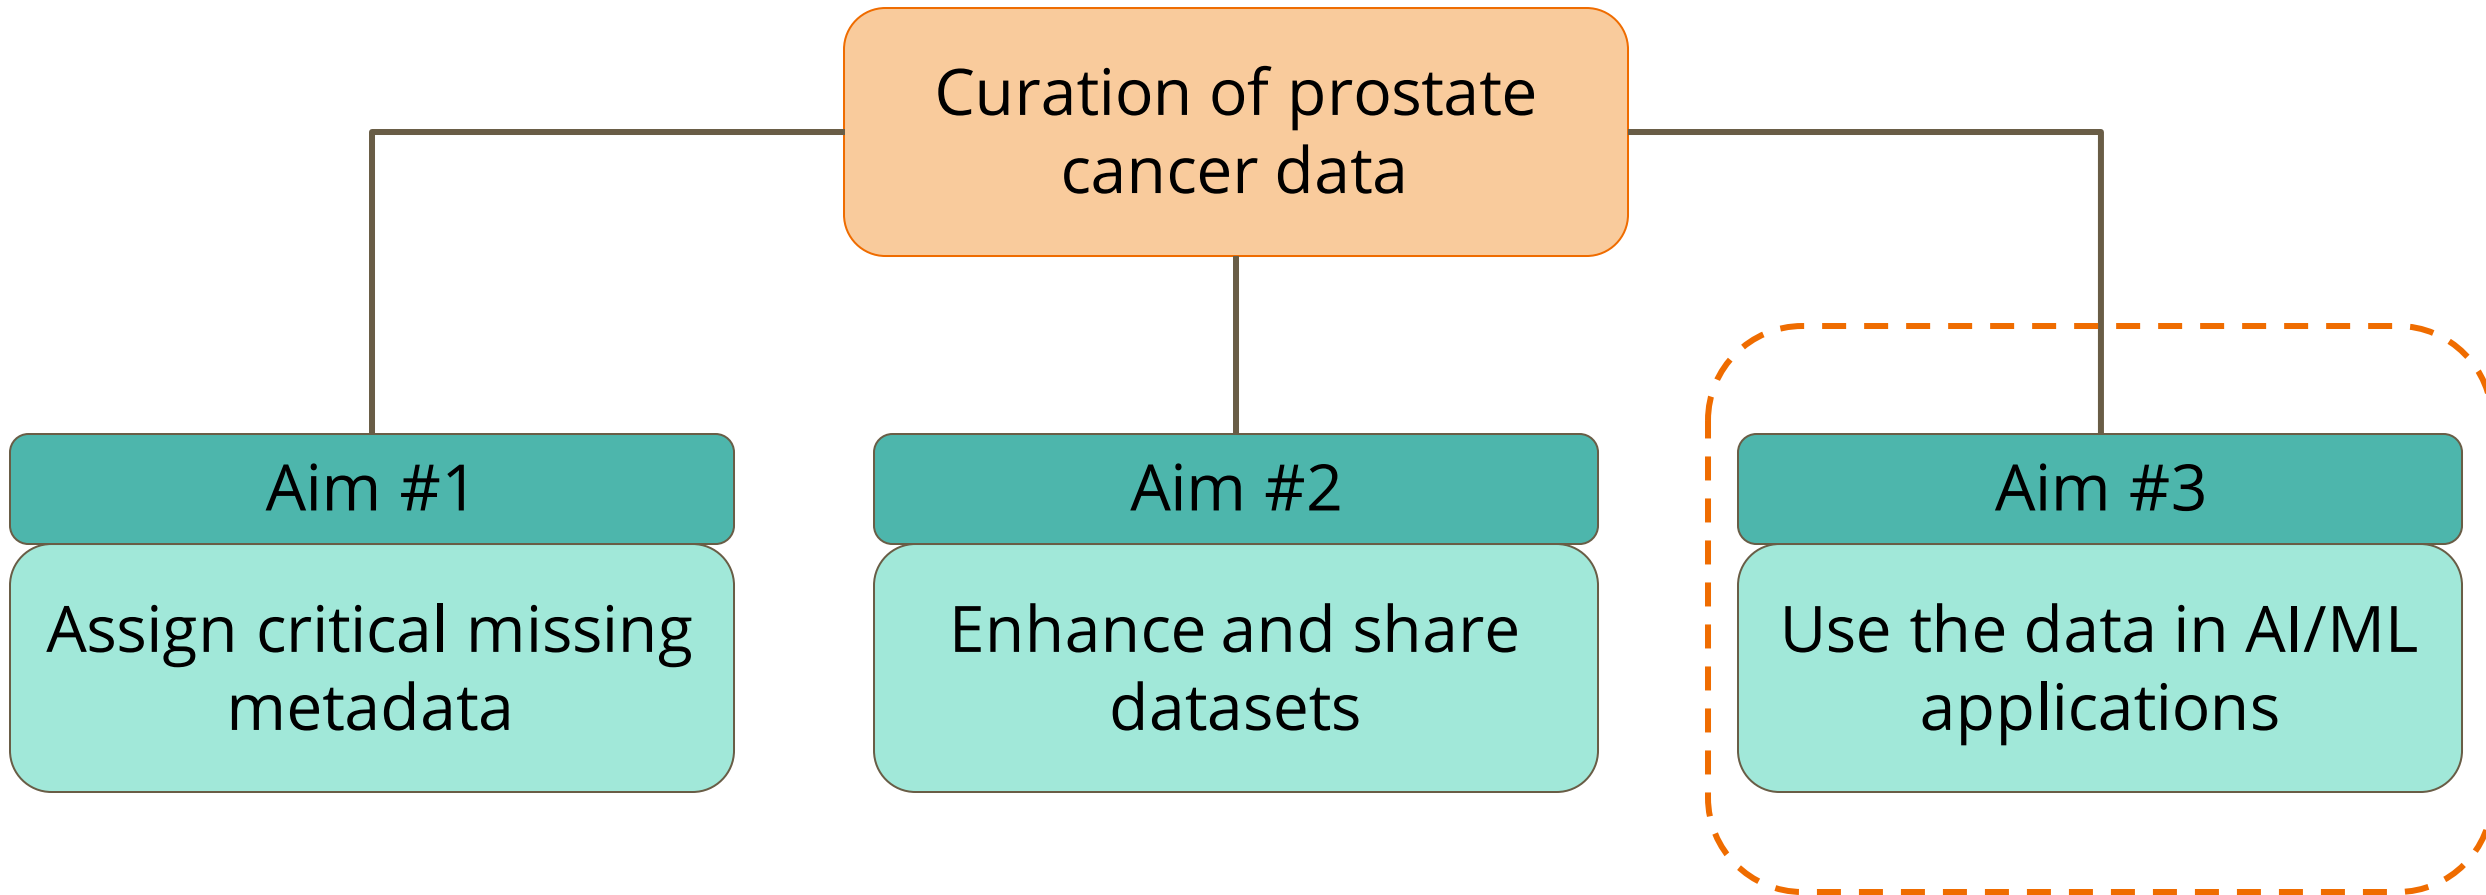 Curation of prostate
cancer data
Aim #1
Assign critical missing
metadata
Aim #2
Enhance and share
datasets
Aim #3
Use the data in AI/ML
applications